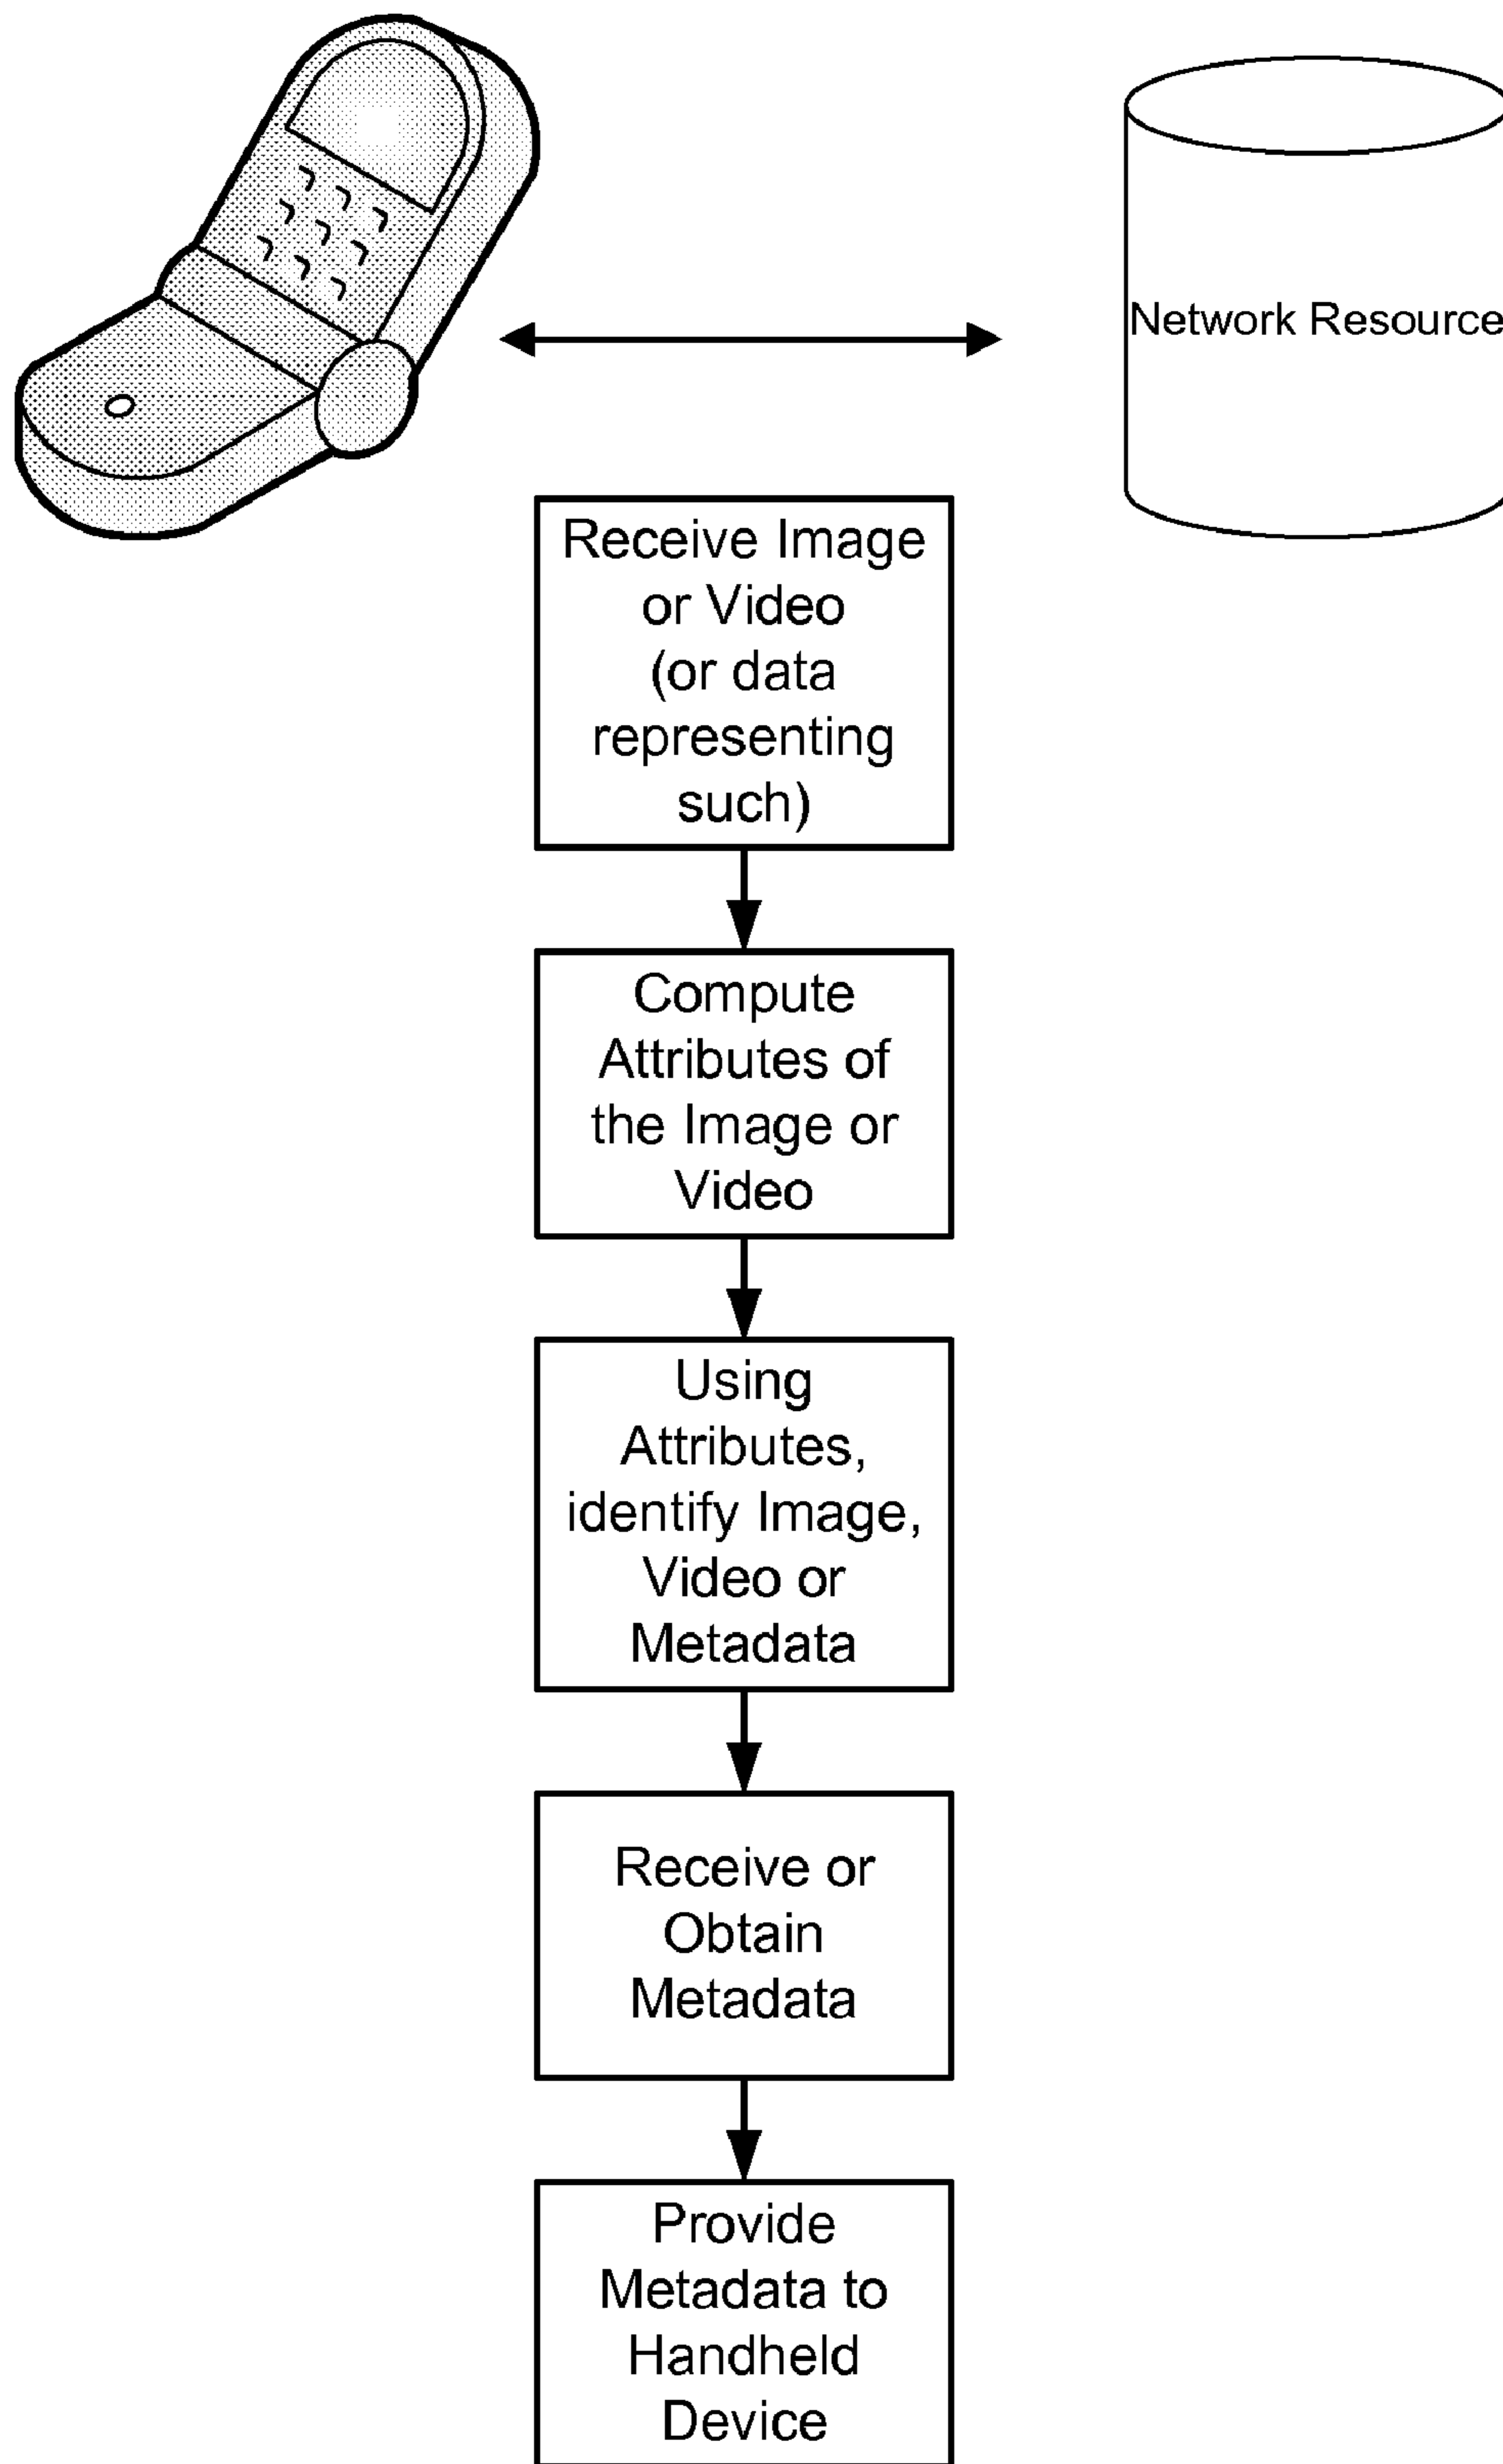 Network Resource
Receive Image
or Video
(or data
representing
such)
Compute
Attributes of
the Image or
Video
Using
Attributes,
identify Image,
Video or
Metadata
Receive or
Obtain
Metadata
Provide
Metadata to
Handheld
Device